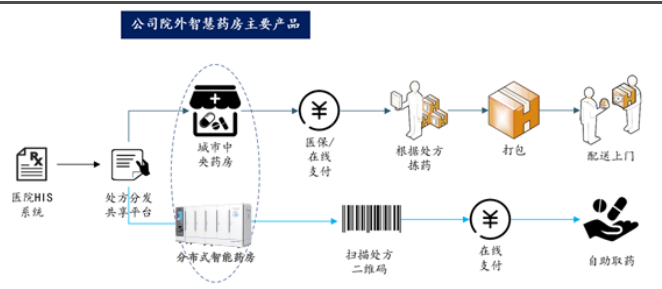 公司院外智慧药房主要产品
Rx
医院HIS
系统
处方分发
共享平台
城市中
央药房
医保/
在线
支付
根据处方
拣药
打包
配送上门
分布式智能药房
扫描处方
二维码
在线
支付
自助取药